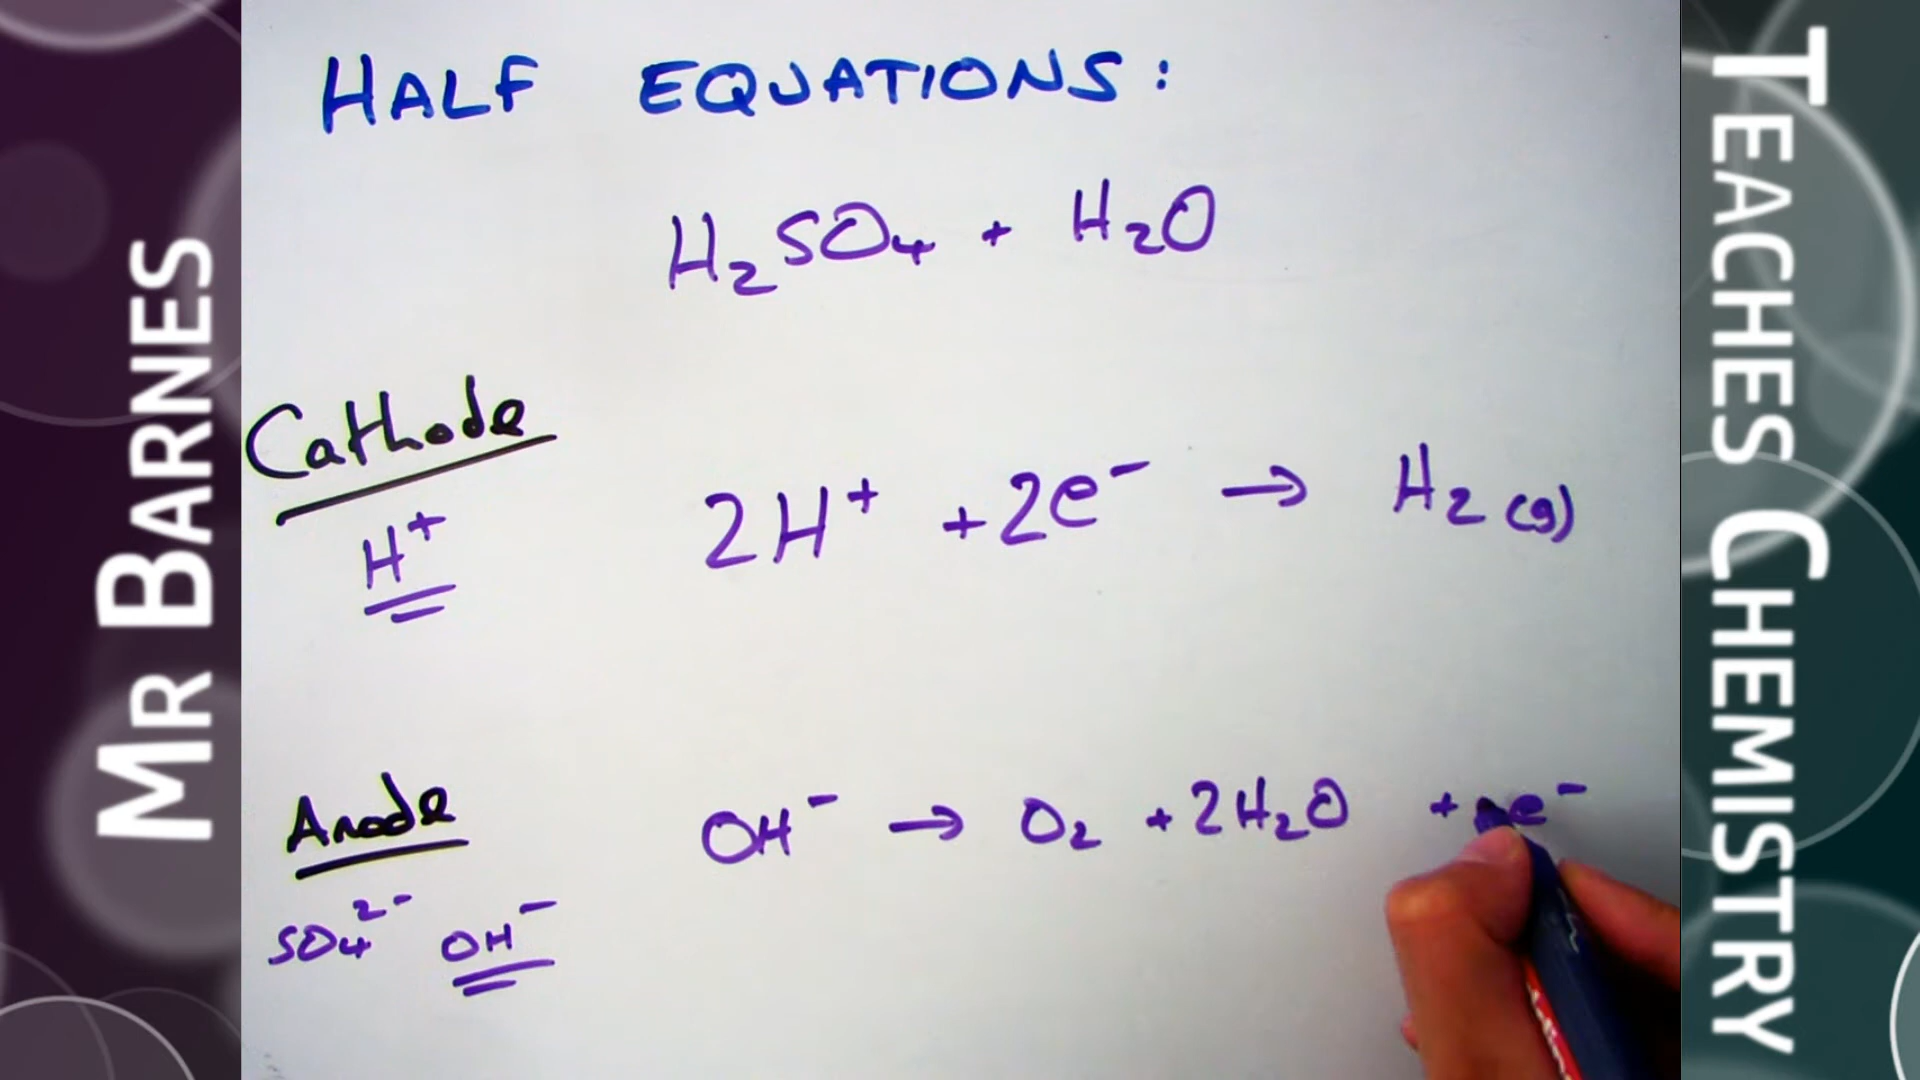 MR BARNES
HALF EQUATIONS:
H₂SO₄ + H₂O
Cathode
H⁺
2H⁺ + 2e⁻ → H₂ (g)
Anode
SO₄²⁻ OH⁻
OH⁻ → O₂ + 2H₂O + e⁻
TEACHES CHEMISTRY